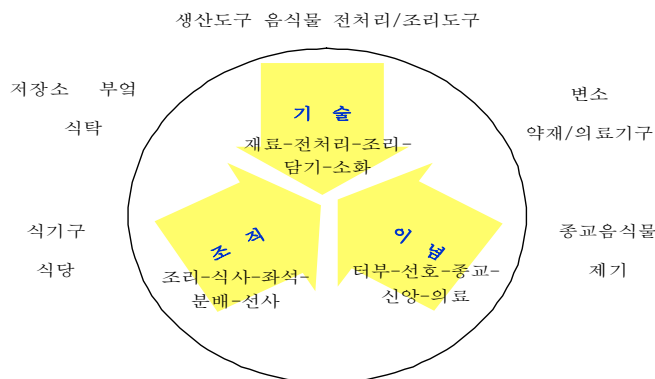 생산도구 음식물 전처리/조리도구
저장소 부엌
식탁
변소
약재/의료기구
기 술
재료-전처리-조리-
담기-소화
식기구
식당
조 직
조리-식사-좌석-
분배-선사
이 념
터부-선호-종교-
신앙-의료
종교음식물
제기